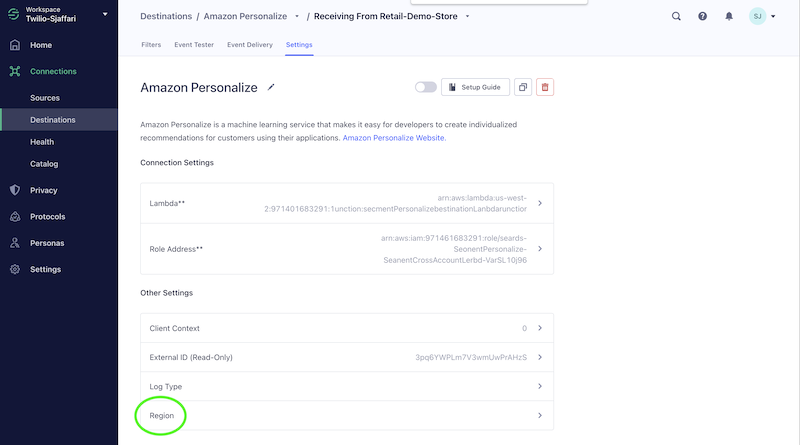 Workspace
Twilio-Sjaffari
Destinations / Amazon Personalize / Receiving From Retail-Demo-Store
SJ
Home
Filters Event Tester Event Delivery Settings
Connections
Amazon Personalize
Setup Guide
Sources
Destinations
Amazon Personalize is a machine learning service that makes it easy for developers to create individualized
recommendations for customers using their applications. Amazon Personalize Website.
Health
Catalog
Connection Settings
Privacy
Lambda**
arn:aws:lambda:us-west-
2:971401683291:1unction:secmentPersonalizebestinationLanbdarunctior
Protocols
Personas
Role Address**
arn:aws:iam:971461683291:role/seards-
SeonentPersonalize-
SeanentCrossAccountLerbd-VarSL10j96
Settings
Other Settings
Client Context 0
External ID (Read-Only) 3pq6YWPLm7V3wmUwPrAHzS
Log Type
Region